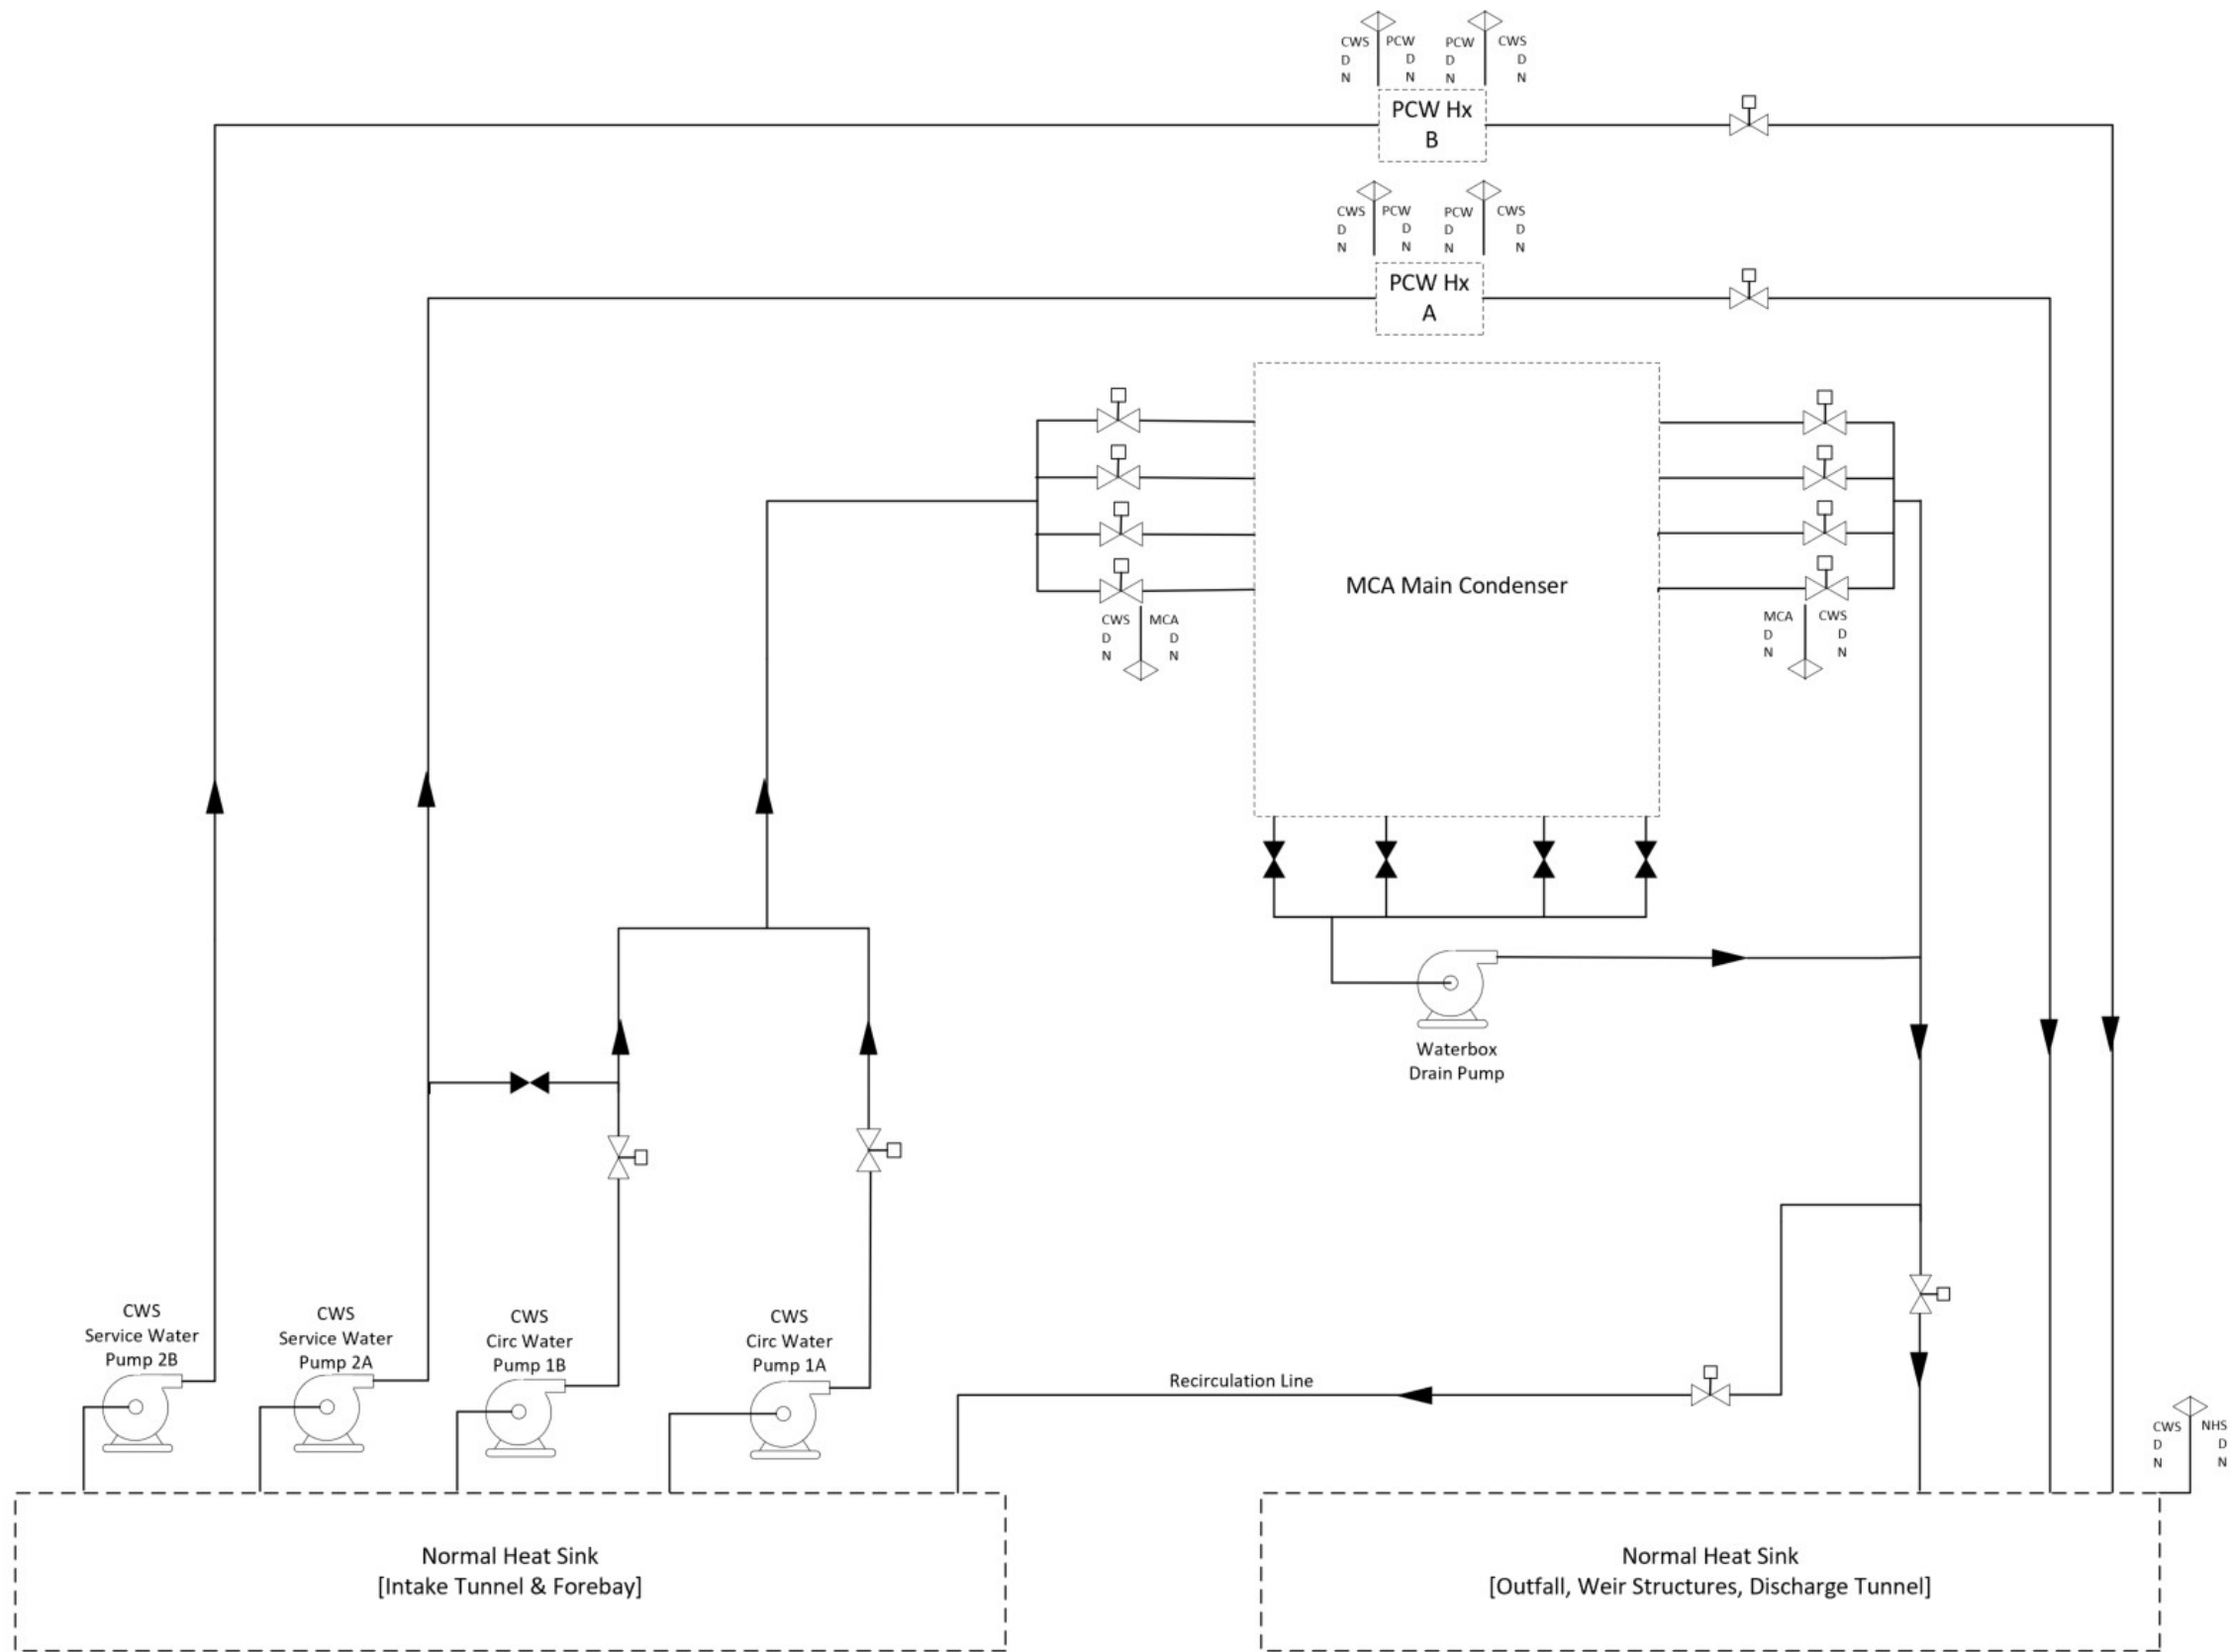 CWS PCW PCW CWS
D D D D
N N N N
PCW Hx
B
CWS PCW PCW CWS
D D D D
N N N N
PCW Hx
A
MCA Main Condenser
CWS MCA
D D
N N
MCA CWS
D D
N N
Waterbox
Drain Pump
CWS
Service Water
Pump 2B
CWS
Service Water
Pump 2A
CWS
Circ Water
Pump 1B
CWS
Circ Water
Pump 1A
Recirculation Line
CWS NHS
D D
N N
Normal Heat Sink
[Intake Tunnel & Forebay]
Normal Heat Sink
[Outfall, Weir Structures, Discharge Tunnel]